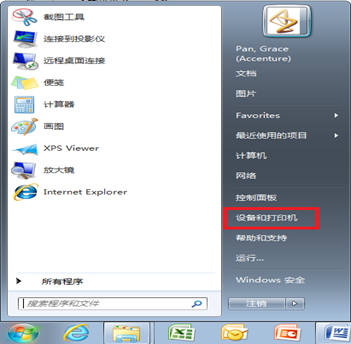 截图工具
连接到投影仪
远程桌面连接
便笺
计算器
画图
XPS Viewer
放大镜
Internet Explorer
所有程序
搜索程序和文件
Pan, Grace
(Accenture)
文档
图片
Favorites
最近使用的项目
计算机
网络
控制面板
设备和打印机
帮助和支持
运行...
Windows 安全
注销